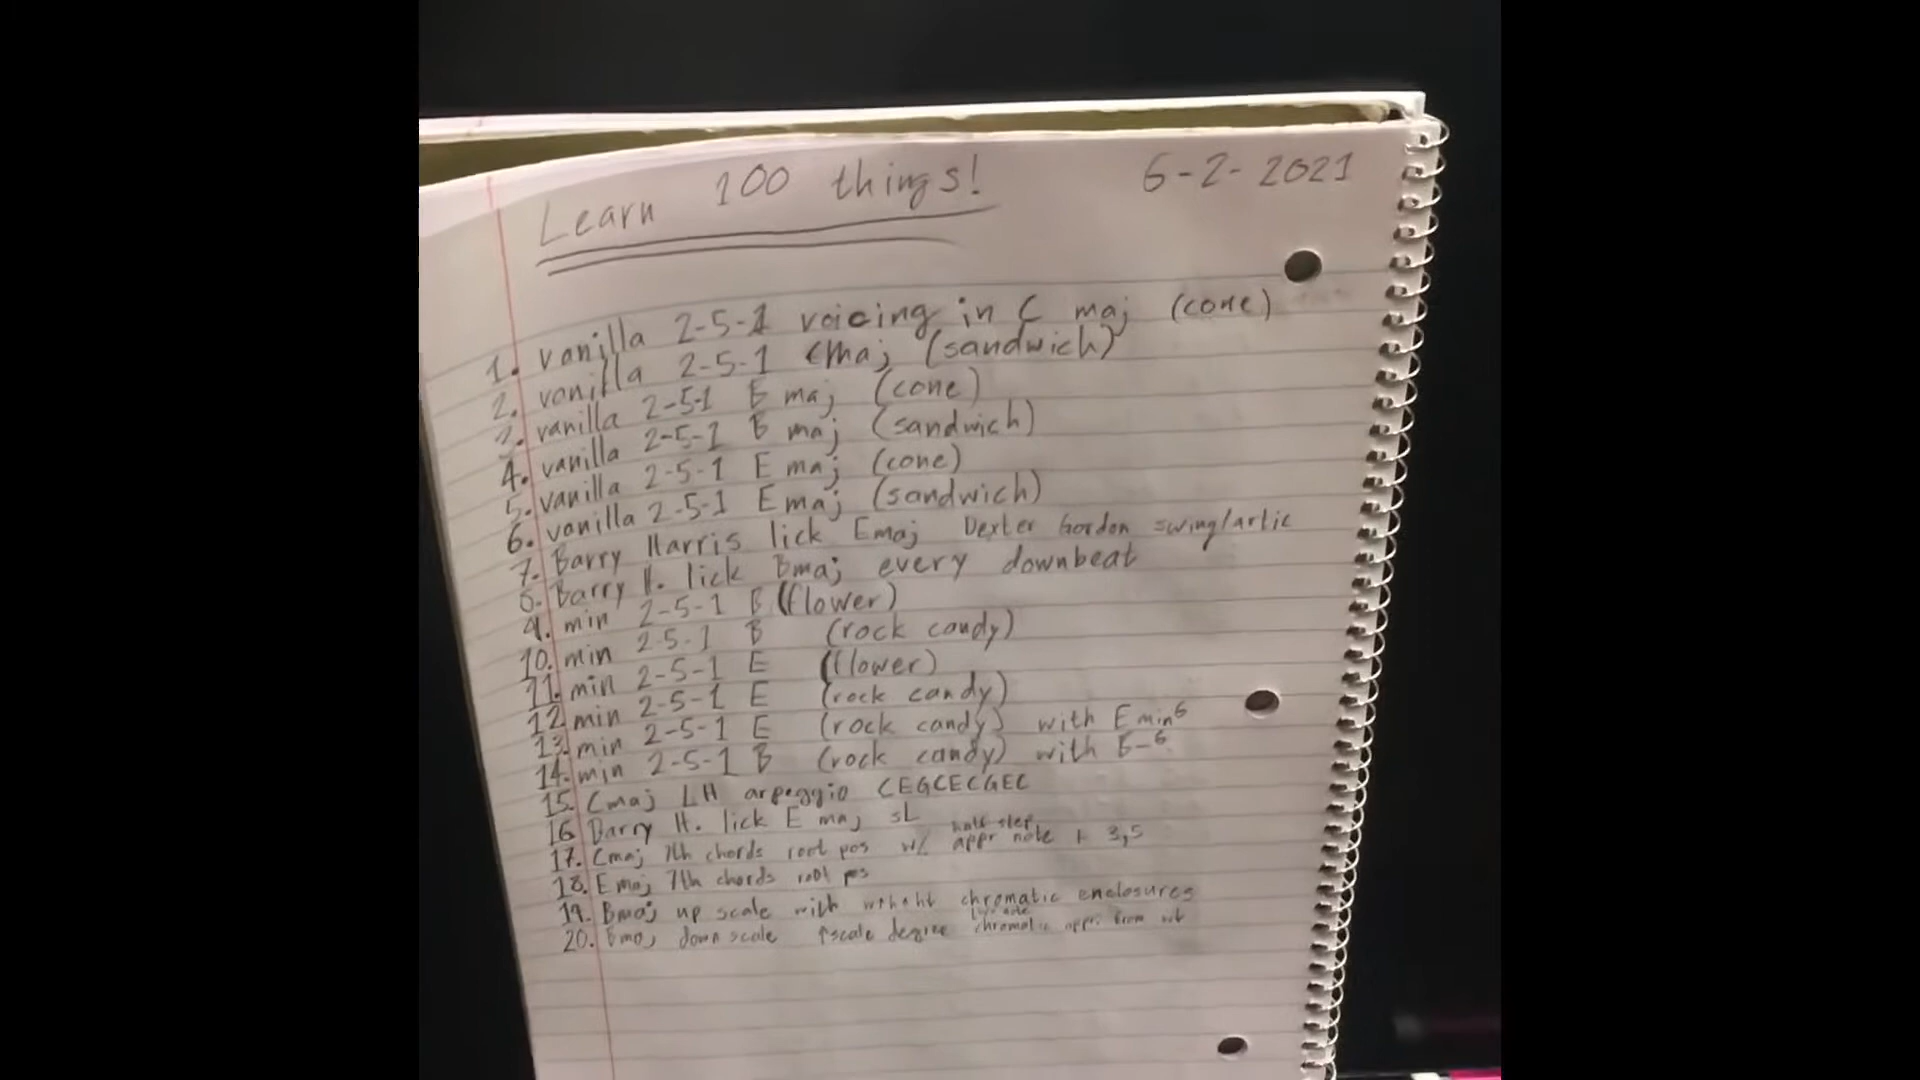 Learn 100 things! 6-2-2021
1. vanilla 2-5-1 voicing in C maj (cone)
2. vanilla 2-5-1 Cmaj (sandwich)
3. vanilla 2-5-1 B maj (cone)
4. vanilla 2-5-1 B maj (sandwich)
5. vanilla 2-5-1 E maj (cone)
6. vanilla 2-5-1 E maj (sandwich)
7. Barry Harris lick Emaj Dexter Gordon swing/artic
8. Barry H. lick Bmaj every downbeat
9. min 2-5-1 B (flower)
10. min 2-5-1 B (rock candy)
11. min 2-5-1 E (flower)
12. min 2-5-1 E (rock candy)
13. min 2-5-1 E (rock candy) with Emin6
14. min 2-5-1 B (rock candy) with B-6
15. Cmaj LH arpeggio CEGCECGEC
16. Barry H. lick E maj
17. Cmaj 7th chords root pos w/ half step appr note 1 3,5
18. Emaj 7th chords root pos
19. Bmaj up scale with chromatic enclosures
20. Bmaj down scale scale degree chromatic appr. from